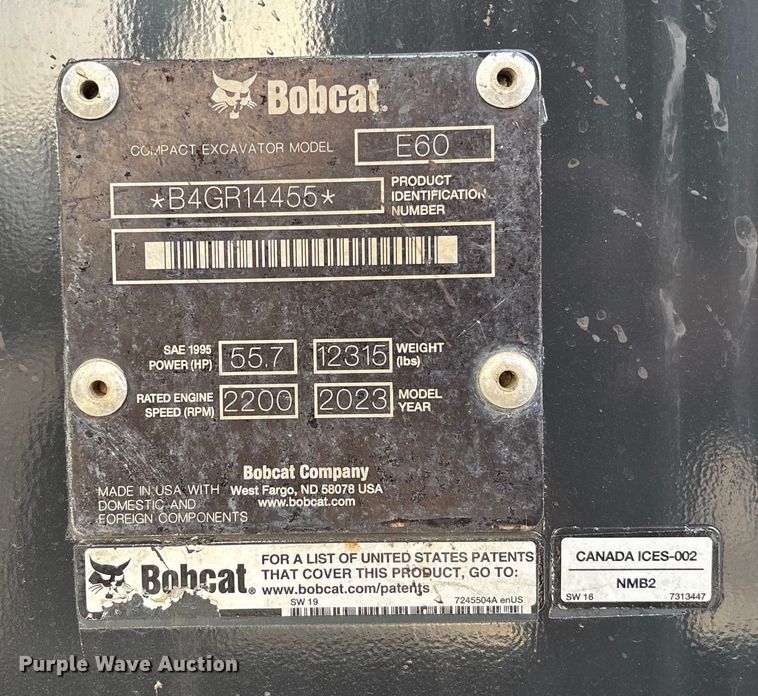 Bobcat®
COMPACT EXCAVATOR MODEL E60
*B4GR14455* PRODUCT IDENTIFICATION NUMBER
SAE 1995 POWER (HP) 55.7 12315 WEIGHT (lbs)
RATED ENGINE SPEED (RPM) 2200 2023 MODEL YEAR
Bobcat Company
West Fargo, ND 58078 USA
www.bobcat.com
MADE IN USA WITH
DOMESTIC AND
FOREIGN COMPONENTS
Bobcat®
FOR A LIST OF UNITED STATES PATENTS
THAT COVER THIS PRODUCT, GO TO:
www.bobcat.com/patents
SW 19 7245504A enUS
CANADA ICES-002
NMB2
SW 16 7313447
Purple Wave Auction